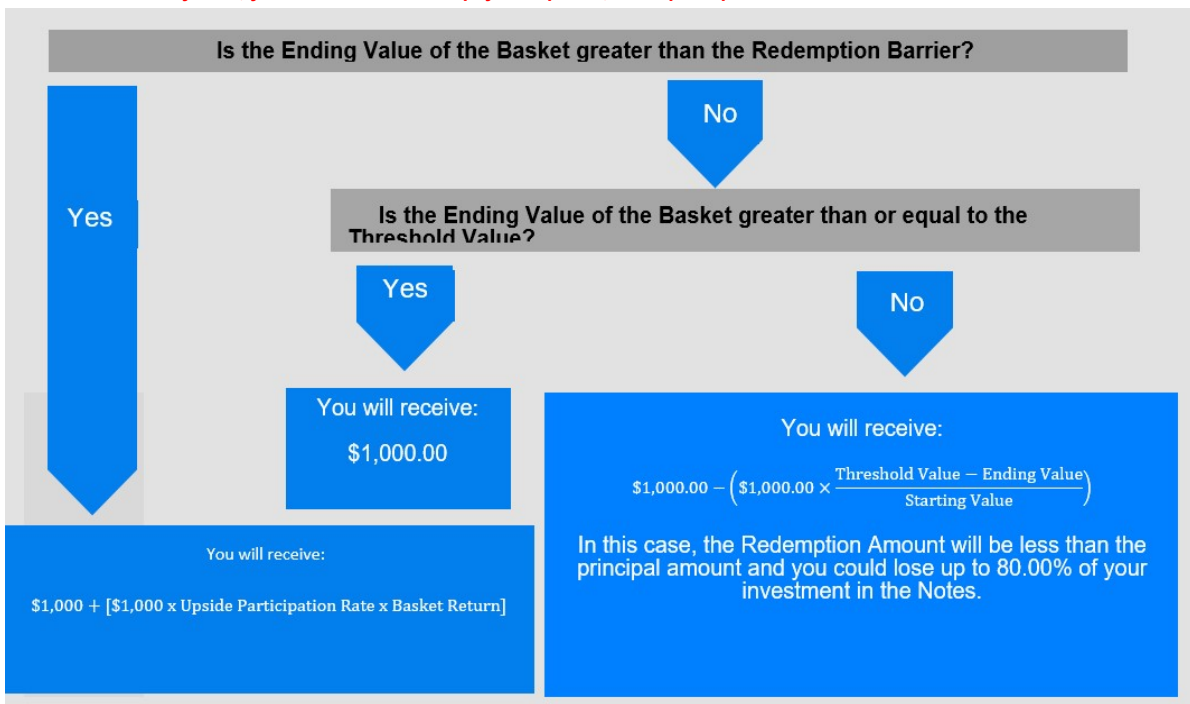 Is the Ending Value of the Basket greater than the Redemption Barrier?
No
Yes
Is the Ending Value of the Basket greater than or equal to the
Threshold Value?
Yes
No
You will receive:
$1,000.00
You will receive:
$1,000.00 − ($1,000.00 × (Threshold Value − Ending Value) / Starting Value)
In this case, the Redemption Amount will be less than the
principal amount and you could lose up to 80.00% of your
investment in the Notes.
You will receive:
$1,000 + [$1,000 x Upside Participation Rate x Basket Return]